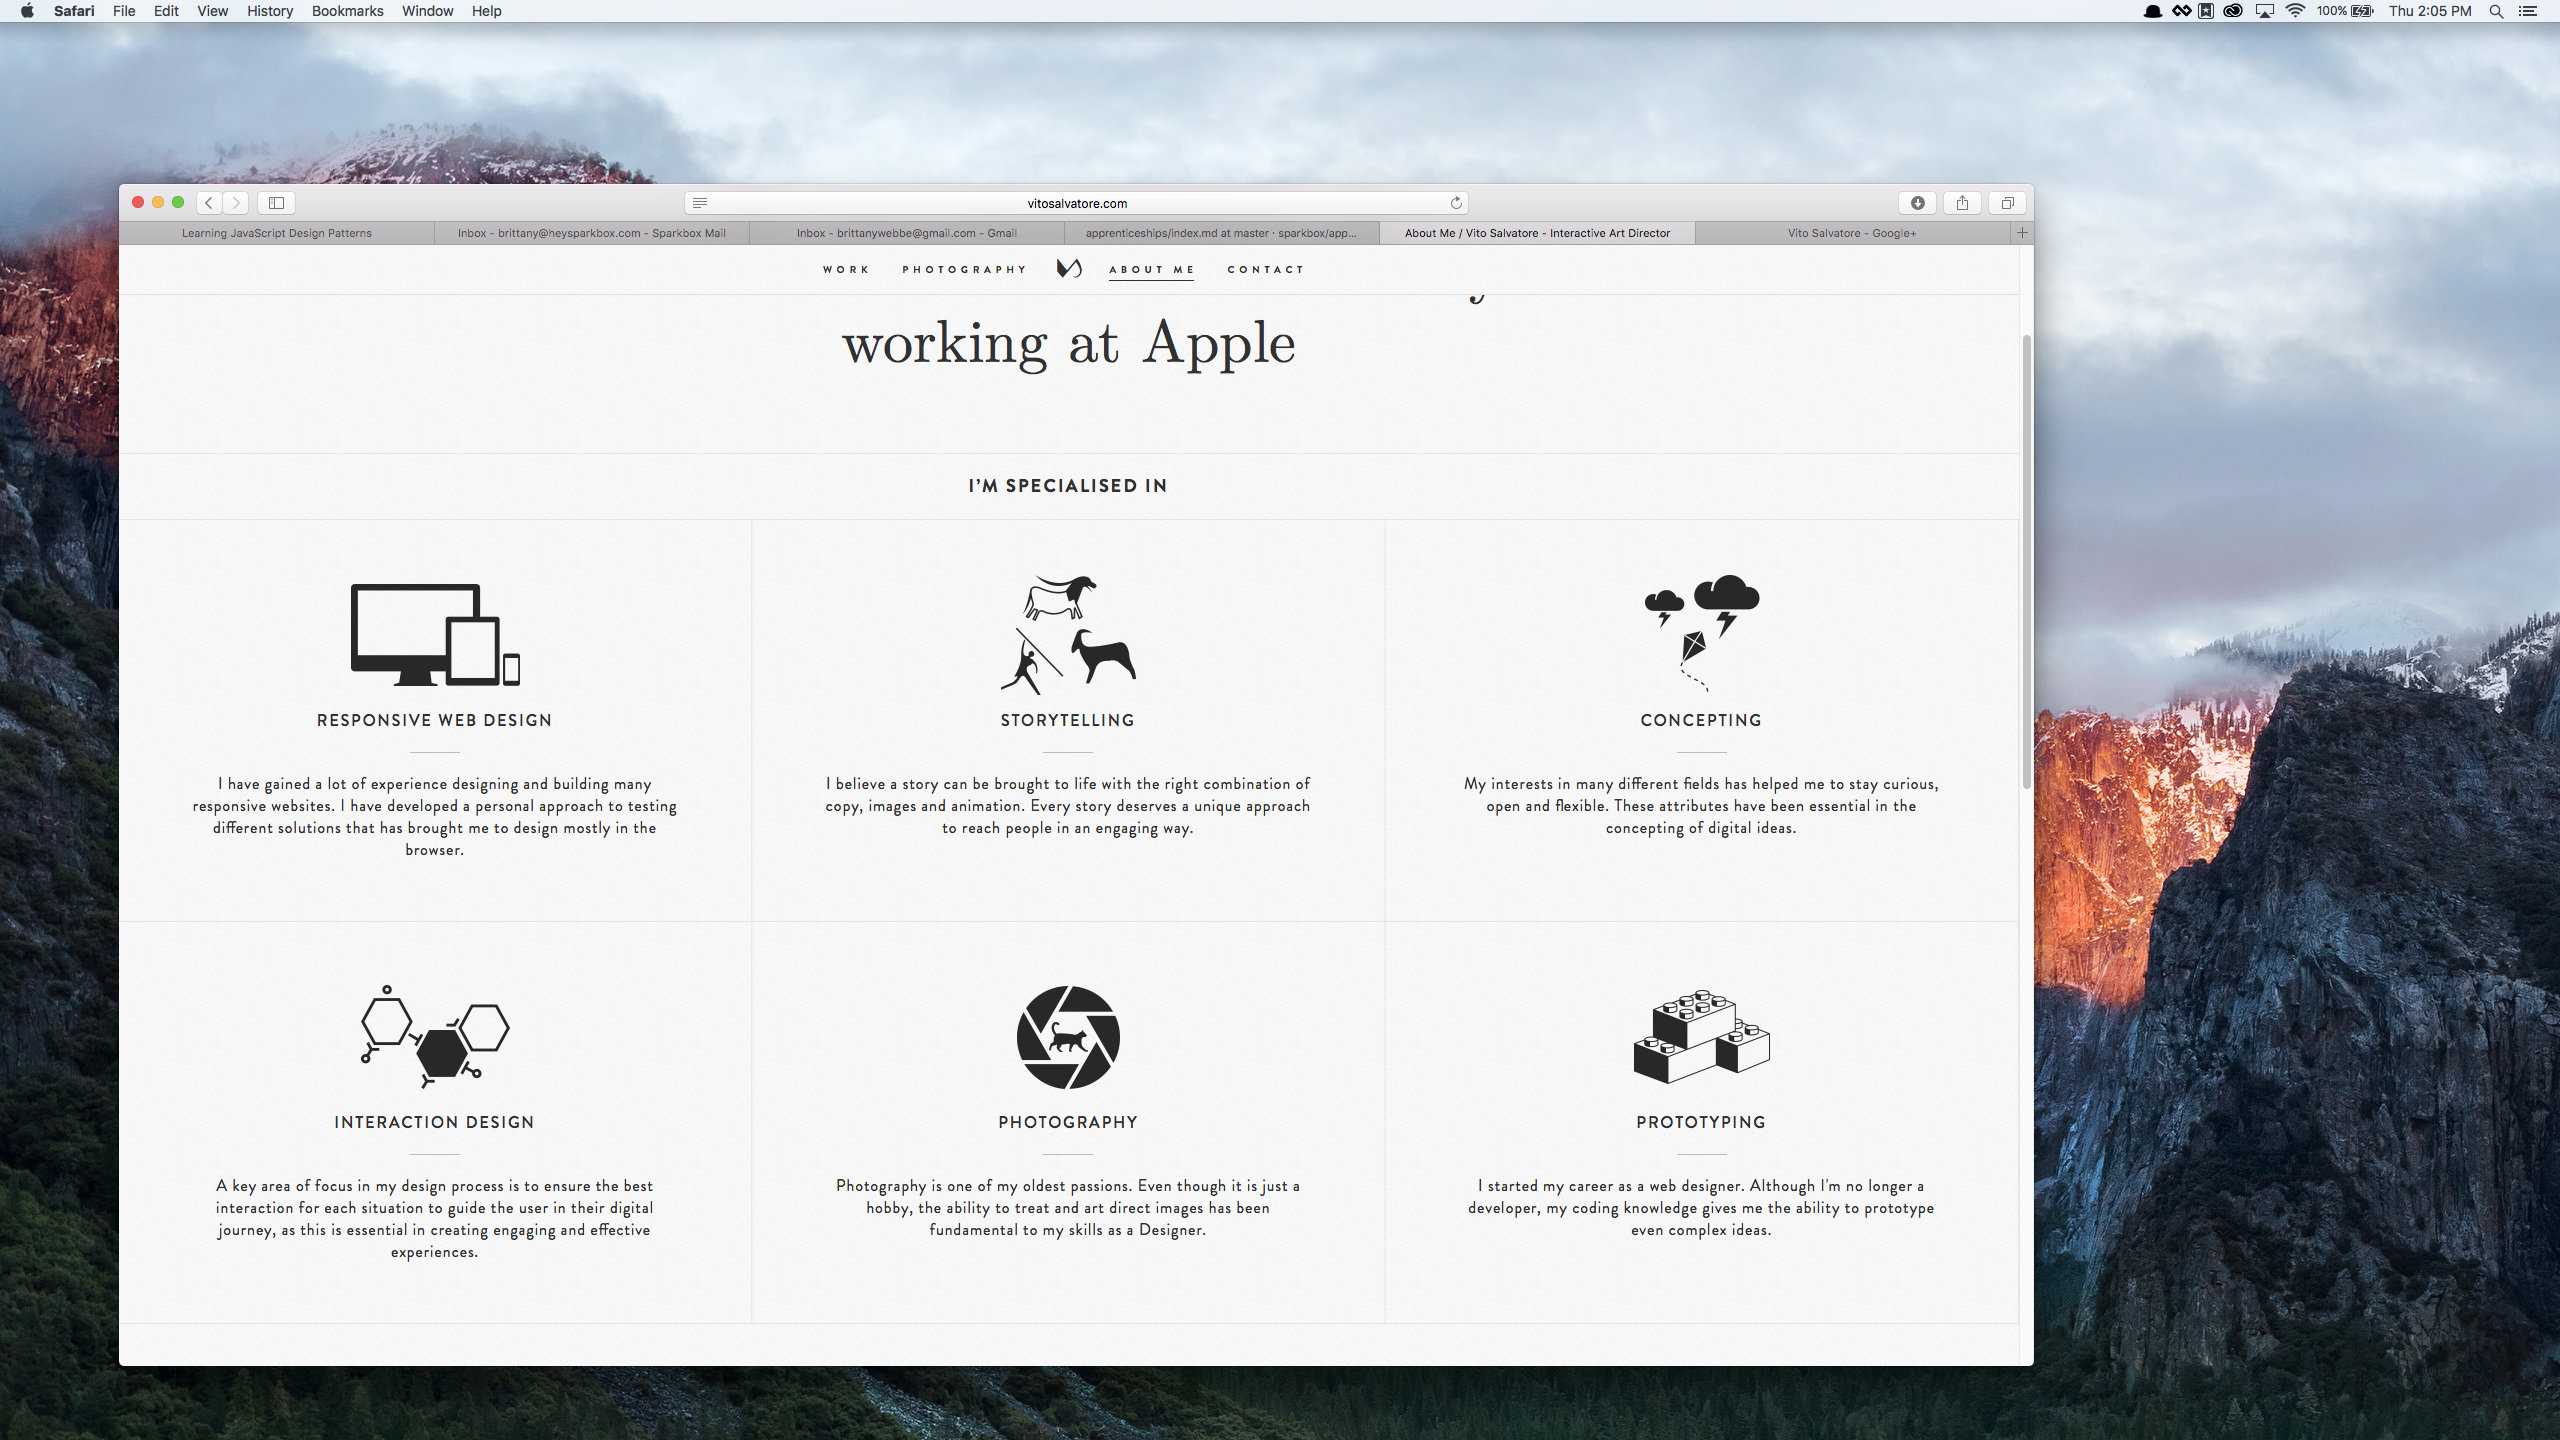 Safari File Edit View History Bookmarks Window Help
100% Thu 2:05 PM
vitosalvatore.com
Learning JavaScript Design Patterns
Inbox - brittany@heysparkbox.com - Sparkbox Mail
Inbox - brittanywebbe@gmail.com - Gmail
apprenticeships/index.md at master · sparkbox/app...
About Me / Vito Salvatore - Interactive Art Director
Vito Salvatore - Google+
WORK PHOTOGRAPHY ABOUT ME CONTACT
working at Apple
I'M SPECIALISED IN
RESPONSIVE WEB DESIGN
I have gained a lot of experience designing and building many
responsive websites. I have developed a personal approach to testing
different solutions that has brought me to design mostly in the
browser.
STORYTELLING
I believe a story can be brought to life with the right combination of
copy, images and animation. Every story deserves a unique approach
to reach people in an engaging way.
CONCEPTING
My interests in many different fields has helped me to stay curious,
open and flexible. These attributes have been essential in the
concepting of digital ideas.
INTERACTION DESIGN
A key area of focus in my design process is to ensure the best
interaction for each situation to guide the user in their digital
journey, as this is essential in creating engaging and effective
experiences.
PHOTOGRAPHY
Photography is one of my oldest passions. Even though it is just a
hobby, the ability to treat and art direct images has been
fundamental to my skills as a Designer.
PROTOTYPING
I started my career as a web designer. Although I'm no longer a
developer, my coding knowledge gives me the ability to prototype
even complex ideas.